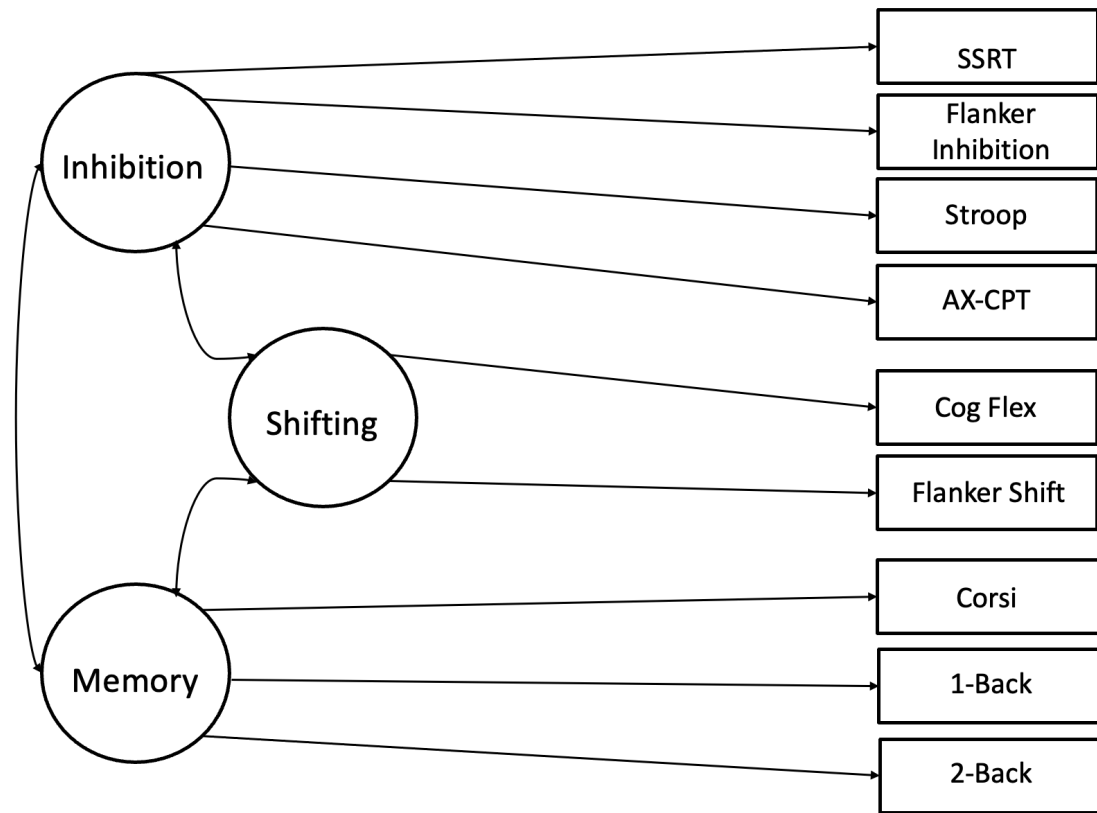 SSRT
Flanker
Inhibition
Inhibition
Stroop
AX-CPT
Shifting
Cog Flex
Flanker Shift
Corsi
Memory
1-Back
2-Back